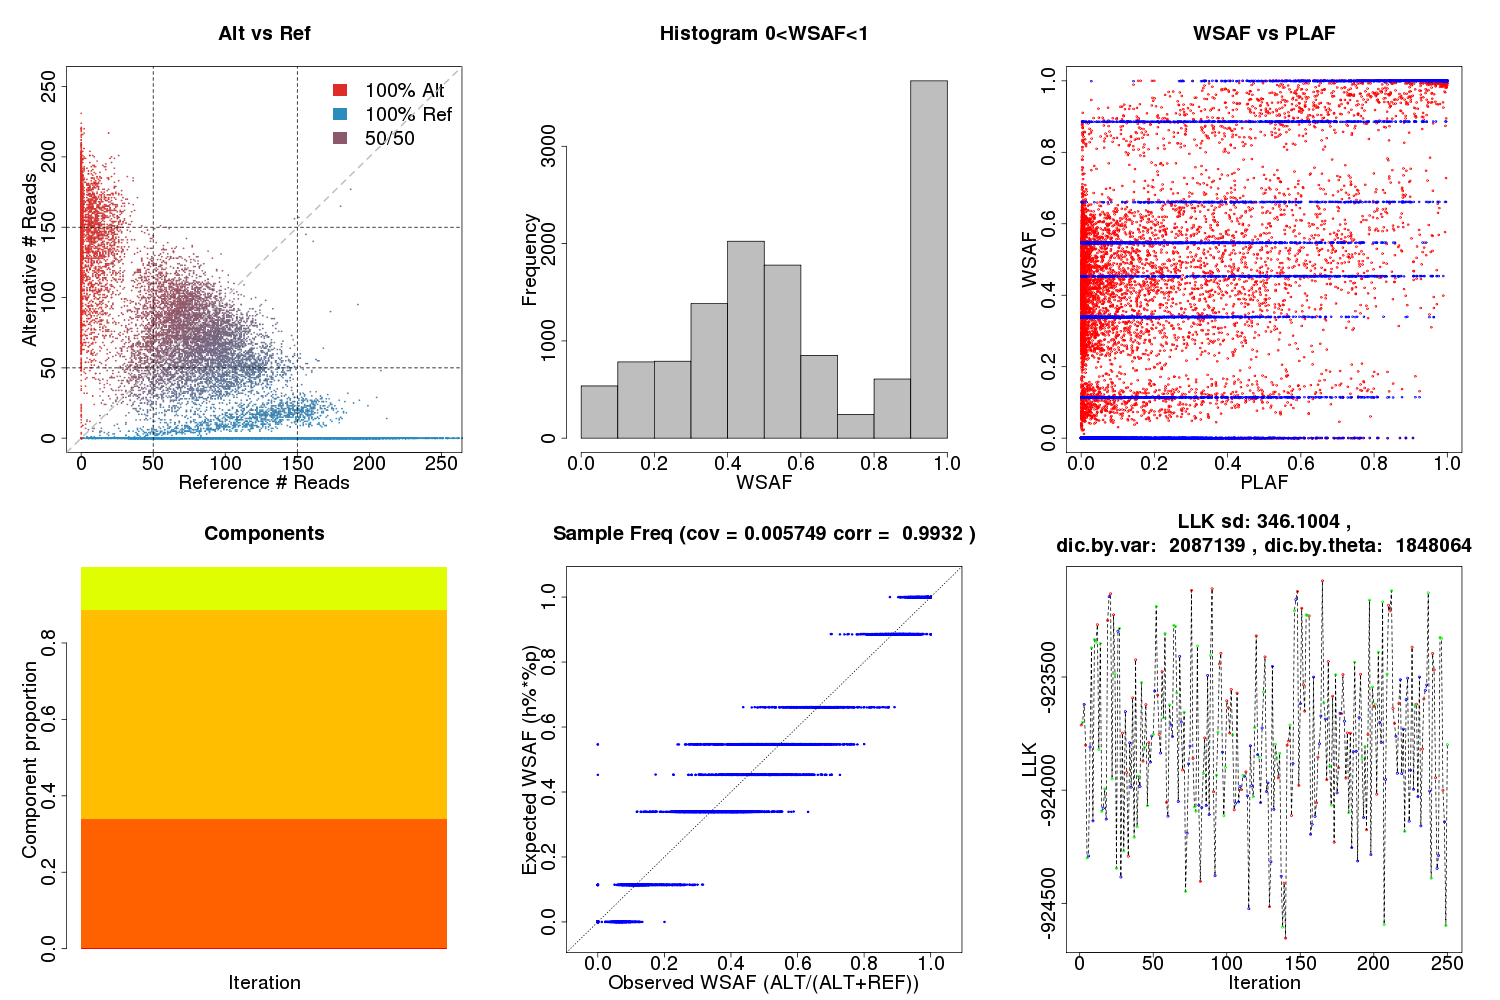 Alt vs Ref
250
200
150
100
50
0
Alternative # Reads
100% Alt
100% Ref
50/50
0 50 100 150 200 250
Reference # Reads
Histogram 0<WSAF<1
3000
2000
1000
0
Frequency
0.0 0.2 0.4 0.6 0.8 1.0
WSAF
WSAF vs PLAF
1.0
0.8
0.6
0.4
0.2
0.0
WSAF
0.0 0.2 0.4 0.6 0.8 1.0
PLAF
Components
0.8
0.6
0.4
0.2
0.0
Component proportion
Iteration
Sample Freq (cov = 0.005749 corr = 0.9932 )
1.0
0.8
0.6
0.4
0.2
0.0
Expected WSAF (h%*%p)
0.0 0.2 0.4 0.6 0.8 1.0
Observed WSAF (ALT/(ALT+REF))
LLK sd: 346.1004 ,
dic.by.var: 2087139 , dic.by.theta: 1848064
-923500
-924000
-924500
LLK
0 50 100 150 200 250
Iteration